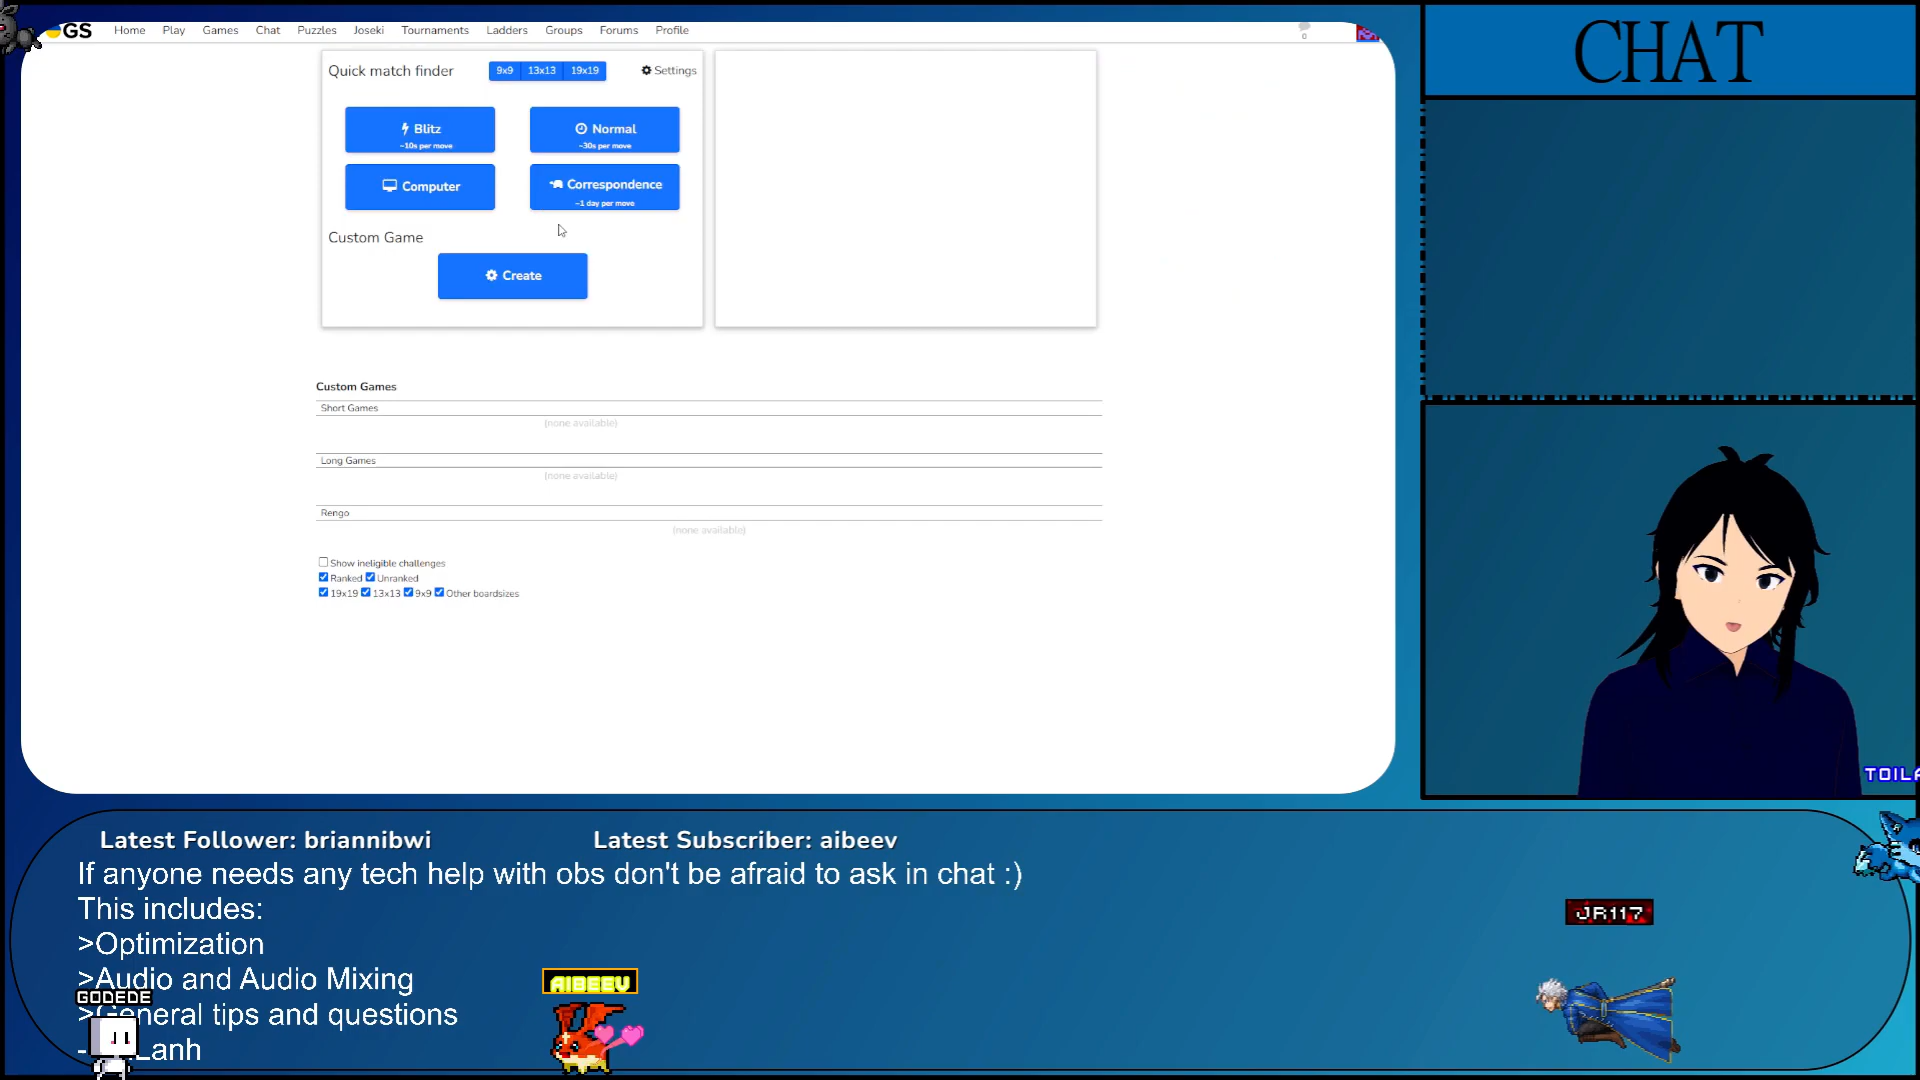 GS Home Play Games Chat Puzzles Joseki Tournaments Ladders Groups Forums Profile
0
Quick match finder 9x9 13x13 19x19 Settings
Blitz
~10s per move
Normal
~30s per move
Computer
Correspondence
~1 day per move
Custom Game
Create
Custom Games
Short Games
(none available)
Long Games
(none available)
Rengo
(none available)
Show ineligible challenges
Ranked Unranked
19x19 13x13 9x9 Other boardsizes
CHAT
Latest Follower: briannibwi
Latest Subscriber: aibeev
If anyone needs any tech help with obs don't be afraid to ask in chat :)
This includes:
>Optimization
>Audio and Audio Mixing
>General tips and questions
Lanh
GODEDE
AIBEEV
JR117